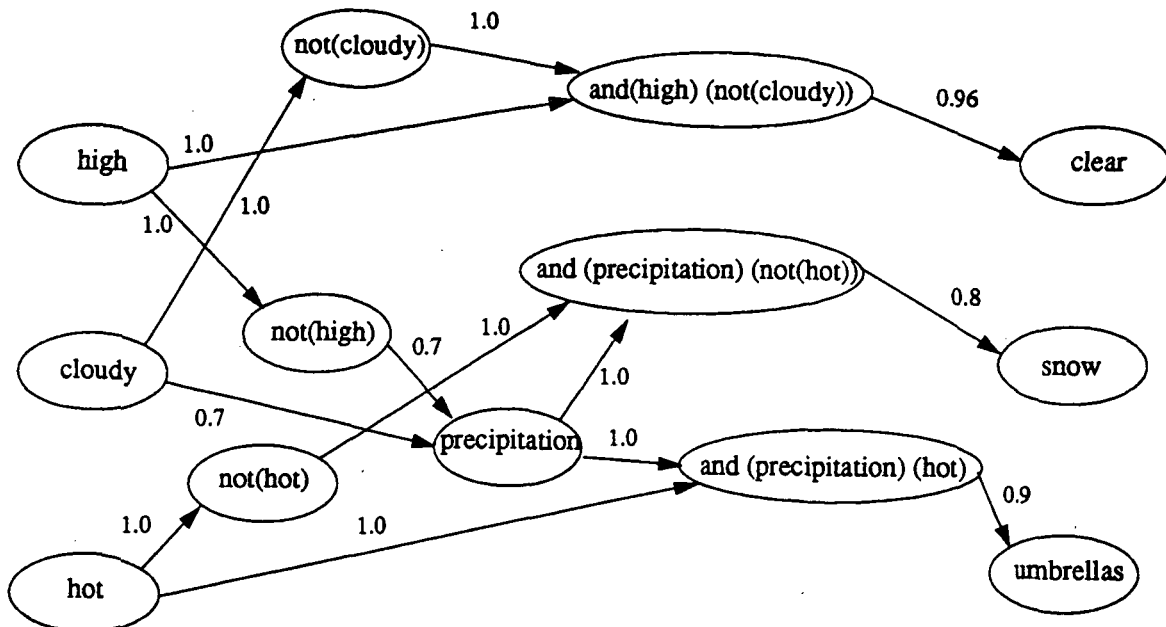 1.0
not(cloudy)
1.0
and(high) (not(cloudy))
0.96
high
1.0
clear
1.0
1.0
and (precipitation) (not(hot))
0.8
not(high)
1.0
0.7
cloudy
snow
1.0
0.7
precipitation
1.0
and (precipitation) (hot)
not(hot)
0.9
1.0
1.0
hot
umbrellas